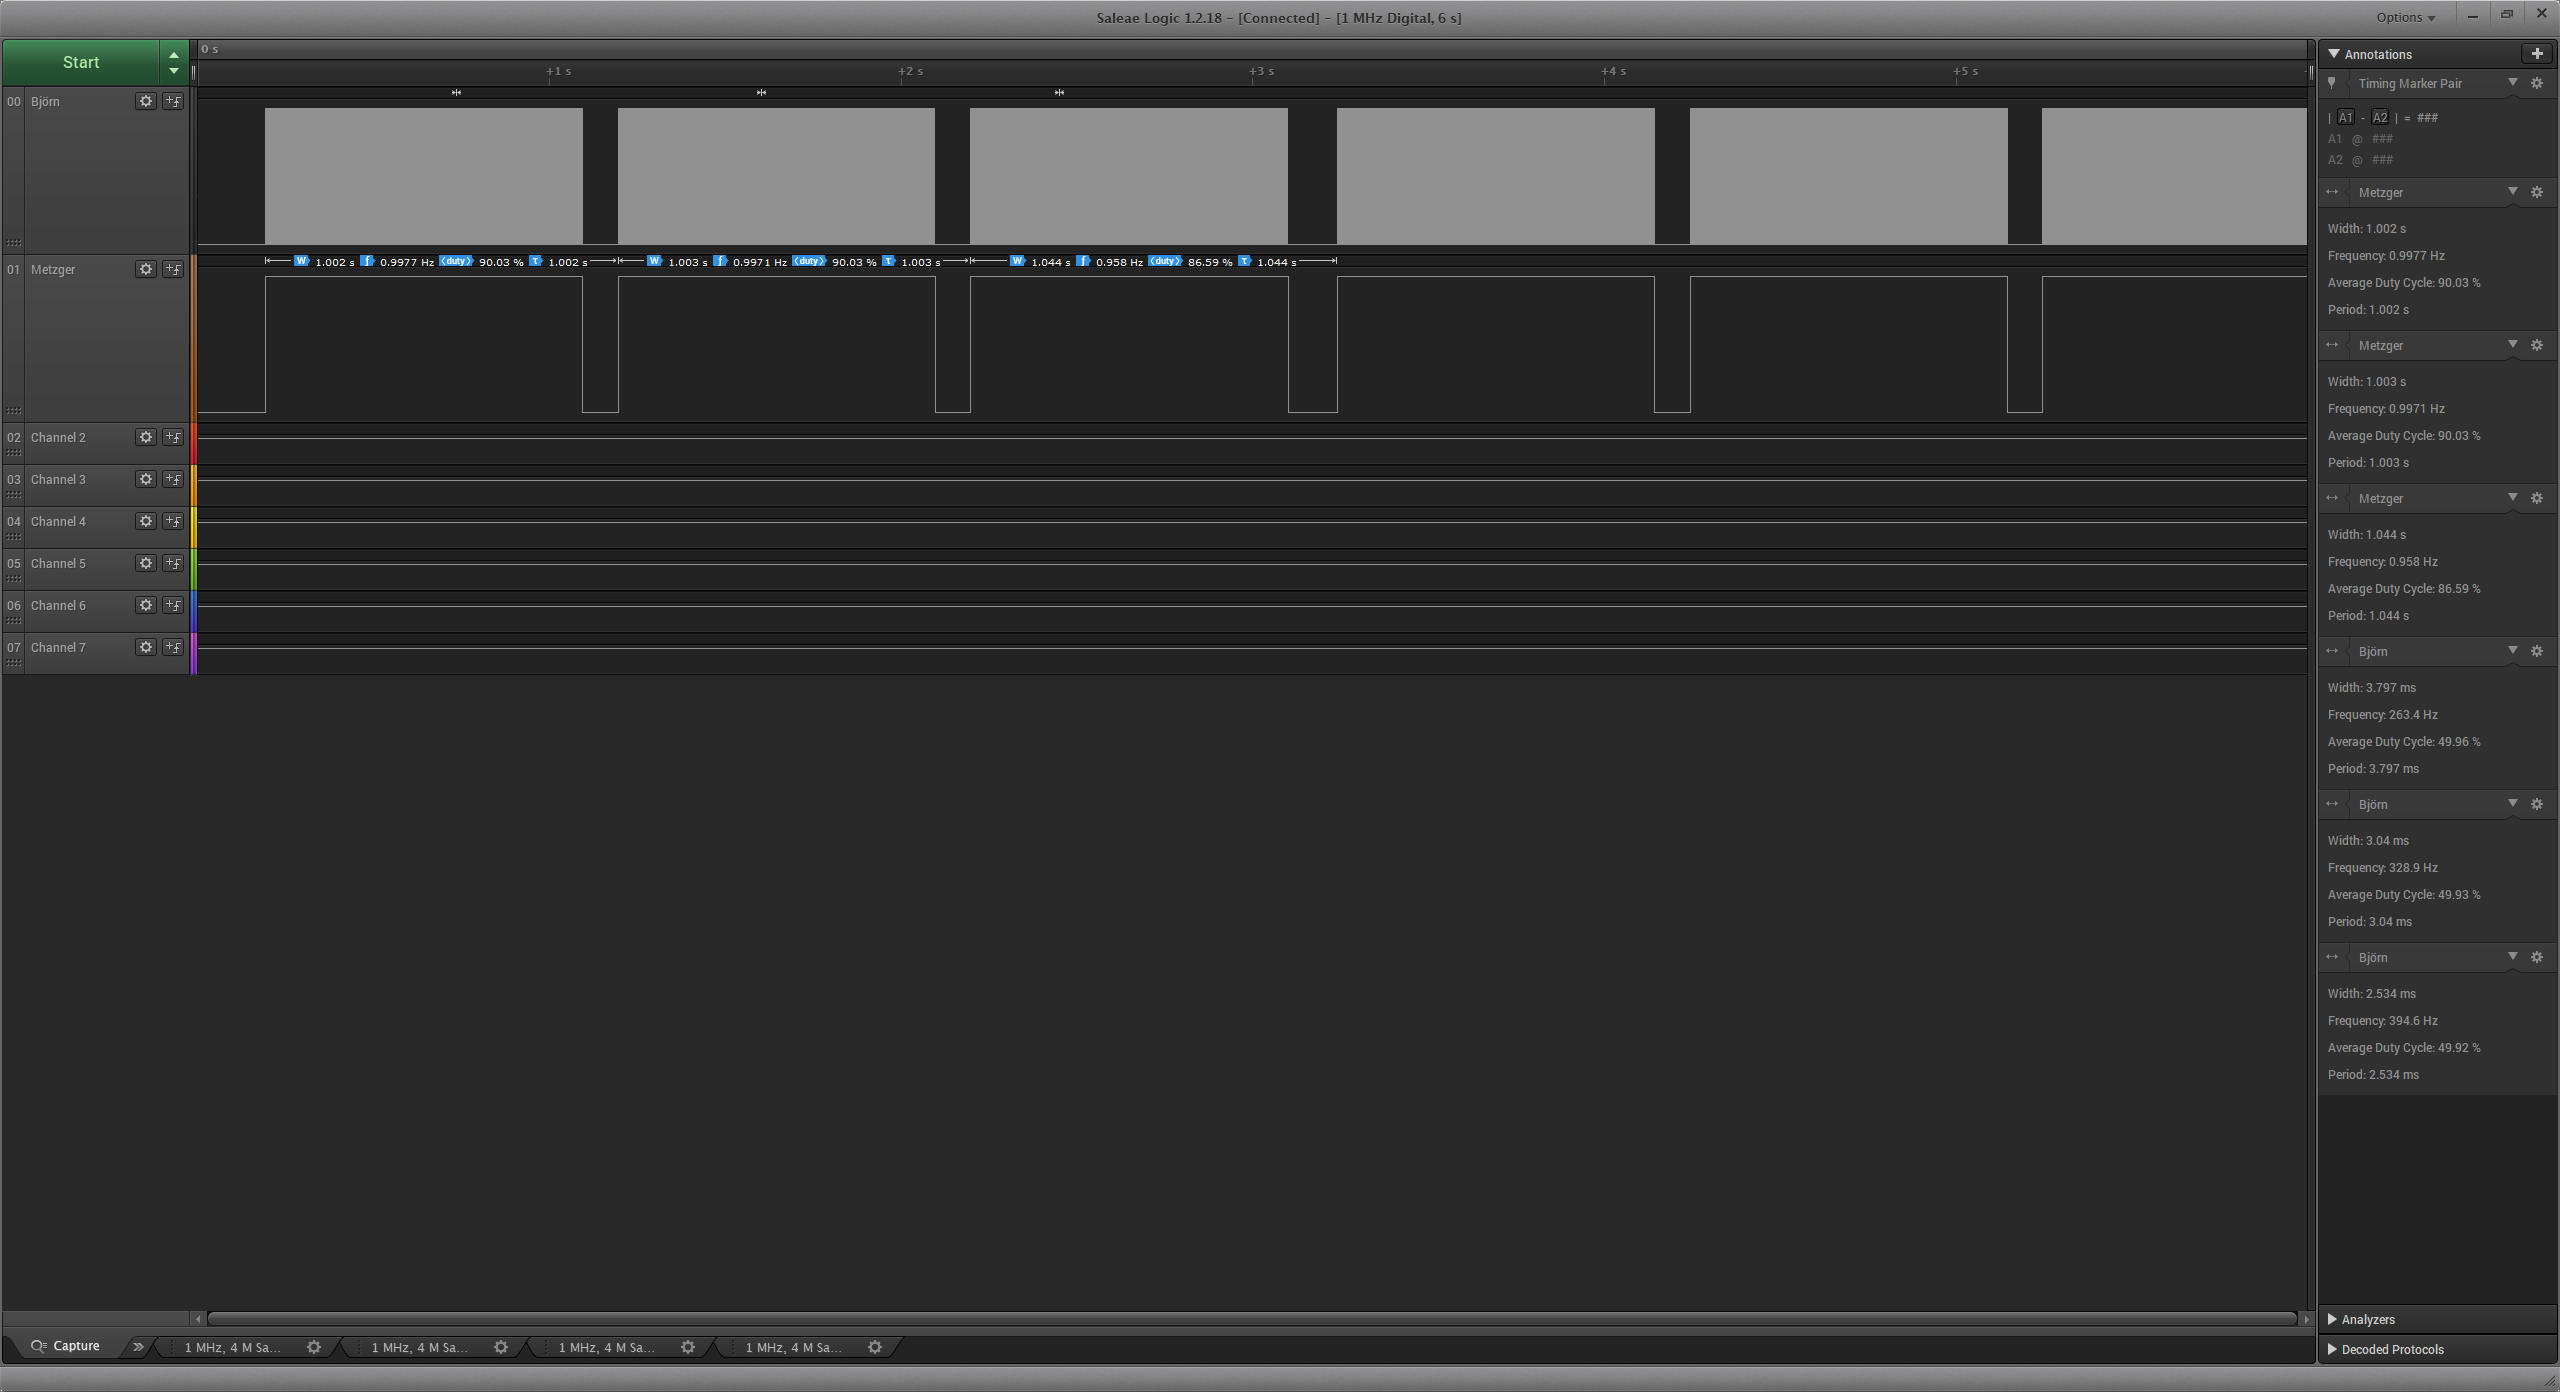 Saleae Logic 1.2.18 - [Connected] - [1 MHz Digital, 6 s]
Options
Start
0 s
+1 s +2 s +3 s +4 s +5 s
00 Björn
W 1.002 s f 0.9977 Hz duty 90.03 % T 1.002 s W 1.003 s f 0.9971 Hz duty 90.03 % T 1.003 s W 1.044 s f 0.958 Hz duty 86.59 % T 1.044 s
01 Metzger
02 Channel 2
03 Channel 3
04 Channel 4
05 Channel 5
06 Channel 6
07 Channel 7
Annotations
Timing Marker Pair
| A1 - A2 | = ###
A1 @ ###
A2 @ ###
Metzger
Width: 1.002 s
Frequency: 0.9977 Hz
Average Duty Cycle: 90.03 %
Period: 1.002 s
Metzger
Width: 1.003 s
Frequency: 0.9971 Hz
Average Duty Cycle: 90.03 %
Period: 1.003 s
Metzger
Width: 1.044 s
Frequency: 0.958 Hz
Average Duty Cycle: 86.59 %
Period: 1.044 s
Björn
Width: 3.797 ms
Frequency: 263.4 Hz
Average Duty Cycle: 49.96 %
Period: 3.797 ms
Björn
Width: 3.04 ms
Frequency: 328.9 Hz
Average Duty Cycle: 49.93 %
Period: 3.04 ms
Björn
Width: 2.534 ms
Frequency: 394.6 Hz
Average Duty Cycle: 49.92 %
Period: 2.534 ms
Analyzers
Decoded Protocols
Capture
1 MHz, 4 M Sa...
1 MHz, 4 M Sa...
1 MHz, 4 M Sa...
1 MHz, 4 M Sa...